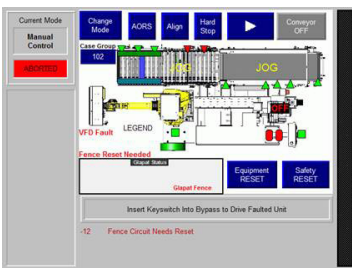 Current Mode
Manual
Control
ABORTED
Change
Mode
AORS
Align
Hard
Stop
Conveyor
OFF
Case Group
102
JOG
JOG
OFF
VFD Fault
LEGEND
Fence Reset Needed
Glapat Status
Glapat Fence
Equipment
RESET
Safety
RESET
Insert Keyswitch Into Bypass to Drive Faulted Unit
-12 Fence Circuit Needs Reset